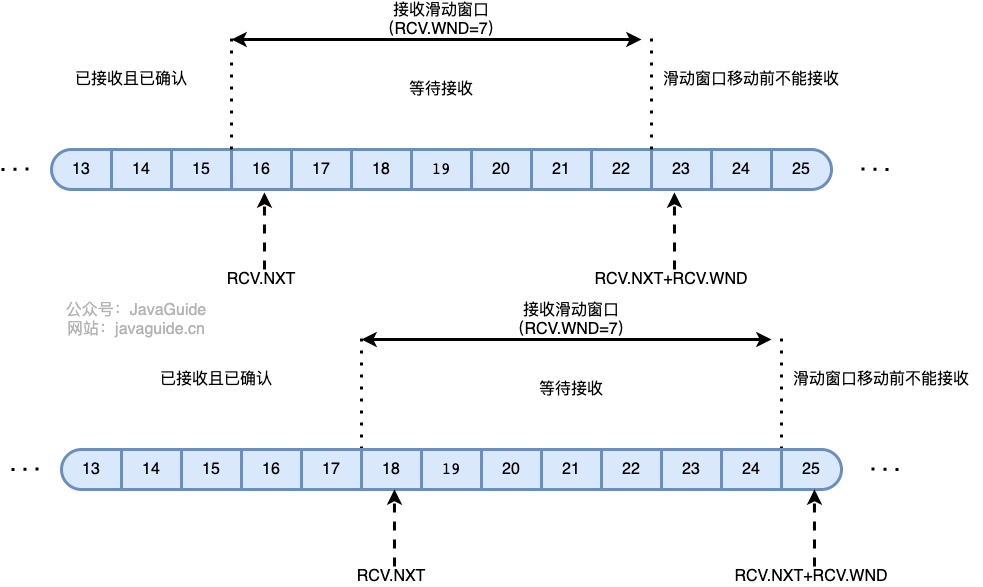 接收滑动窗口
（RCV.WND=7）
已接收且已确认
等待接收
滑动窗口移动前不能接收
··· 13 14 15 16 17 18 19 20 21 22 23 24 25 ···
RCV.NXT
RCV.NXT+RCV.WND
公众号：JavaGuide
网站：javaguide.cn
接收滑动窗口
（RCV.WND=7）
已接收且已确认
等待接收
滑动窗口移动前不能接收
··· 13 14 15 16 17 18 19 20 21 22 23 24 25 ···
RCV.NXT
RCV.NXT+RCV.WND